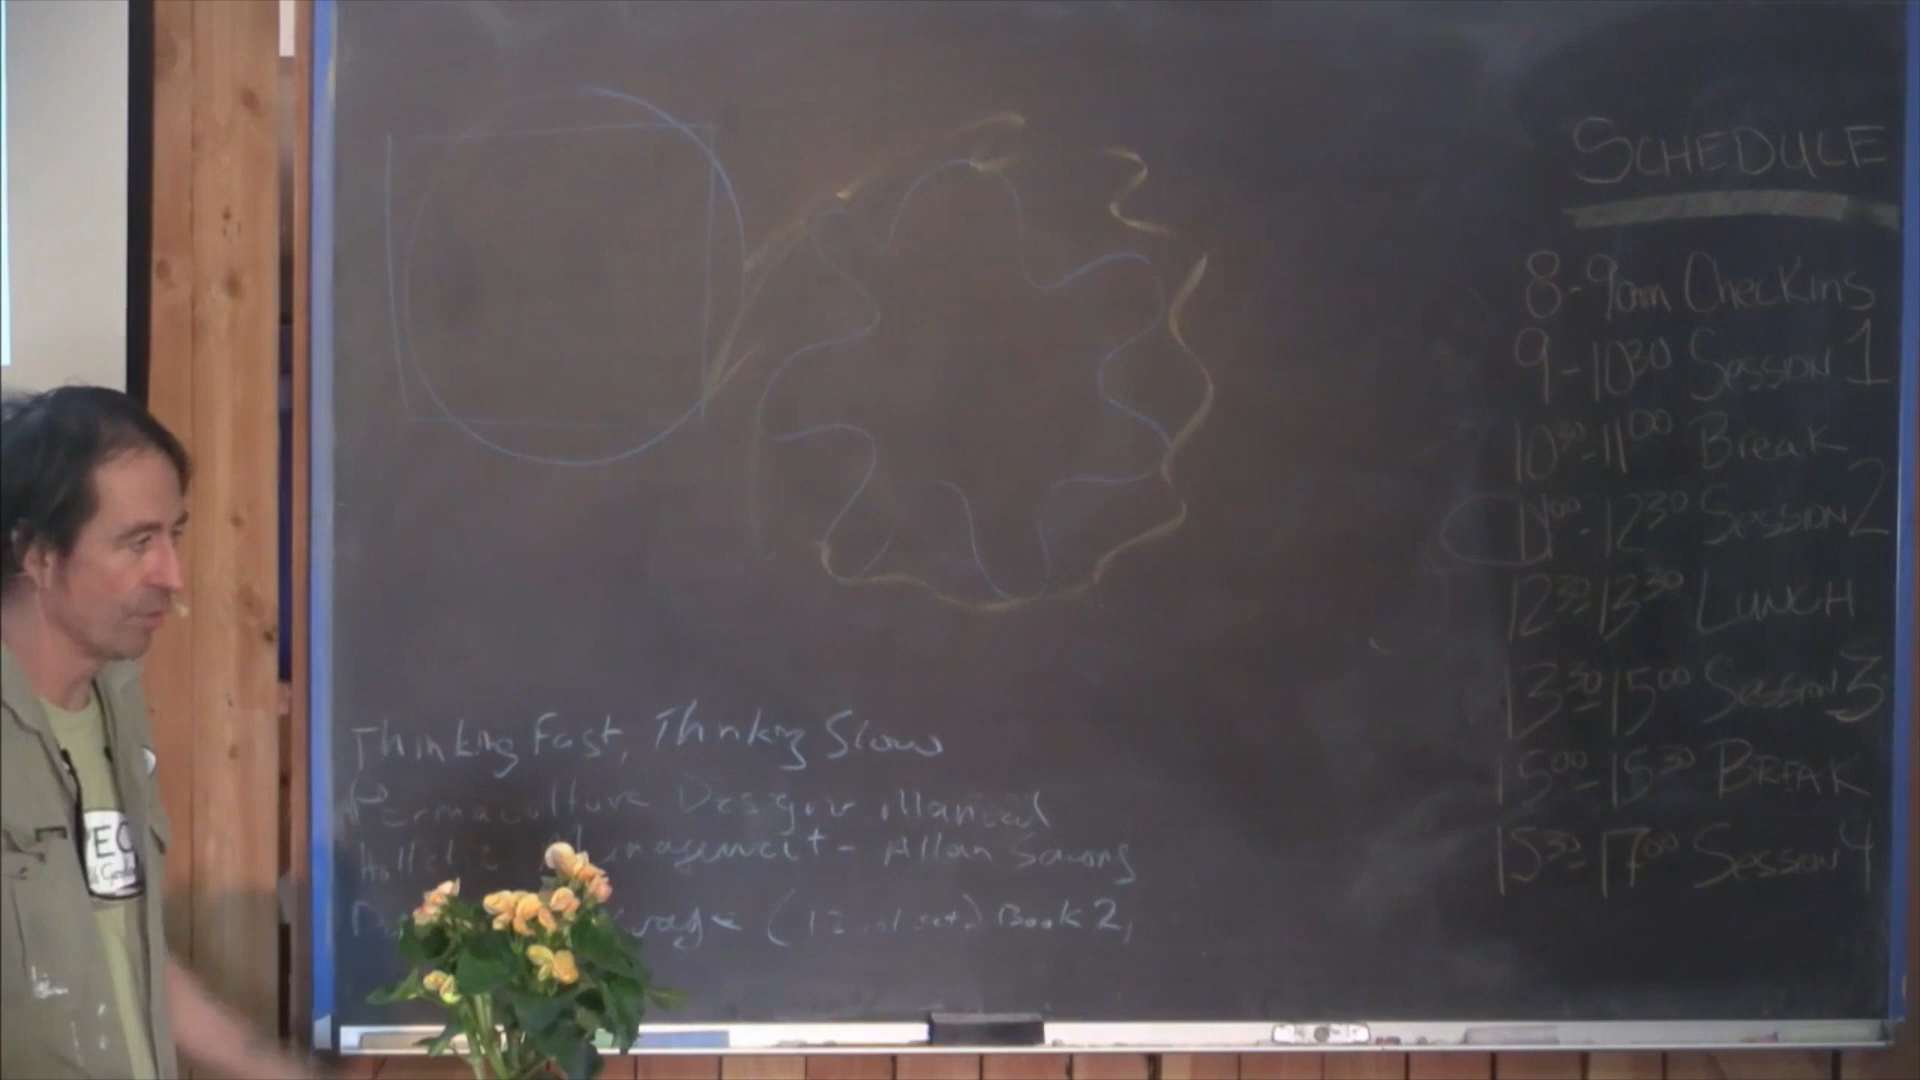 SCHEDULE
8-9am Checkins
9-10³⁰ Session 1
10³⁰-11⁰⁰ Break
11⁰⁰-12³⁰ Session 2
12³⁰-13³⁰ LUNCH
13³⁰-15⁰⁰ Session 3
15⁰⁰-15³⁰ BREAK
15³⁰-17⁰⁰ Session 4
Thinking Fast, Thinking Slow
Permaculture Designer Manual
Management - Allan Savory
Book 2,